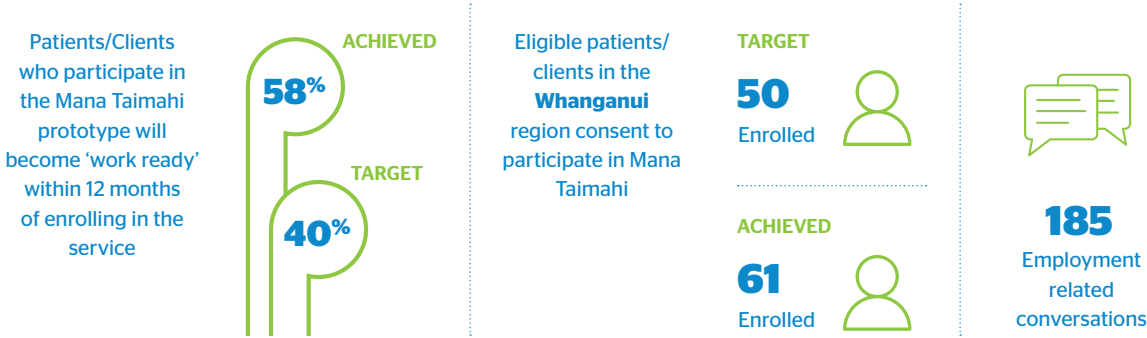 Patients/Clients
who participate in
the Mana Taimahi
prototype will
become ‘work ready’
within 12 months
of enrolling in the
service
ACHIEVED
58%
TARGET
40%
Eligible patients/
clients in the
Whanganui
region consent to
participate in Mana
Taimahi
TARGET
50
Enrolled
ACHIEVED
61
Enrolled
185
Employment
related
conversations